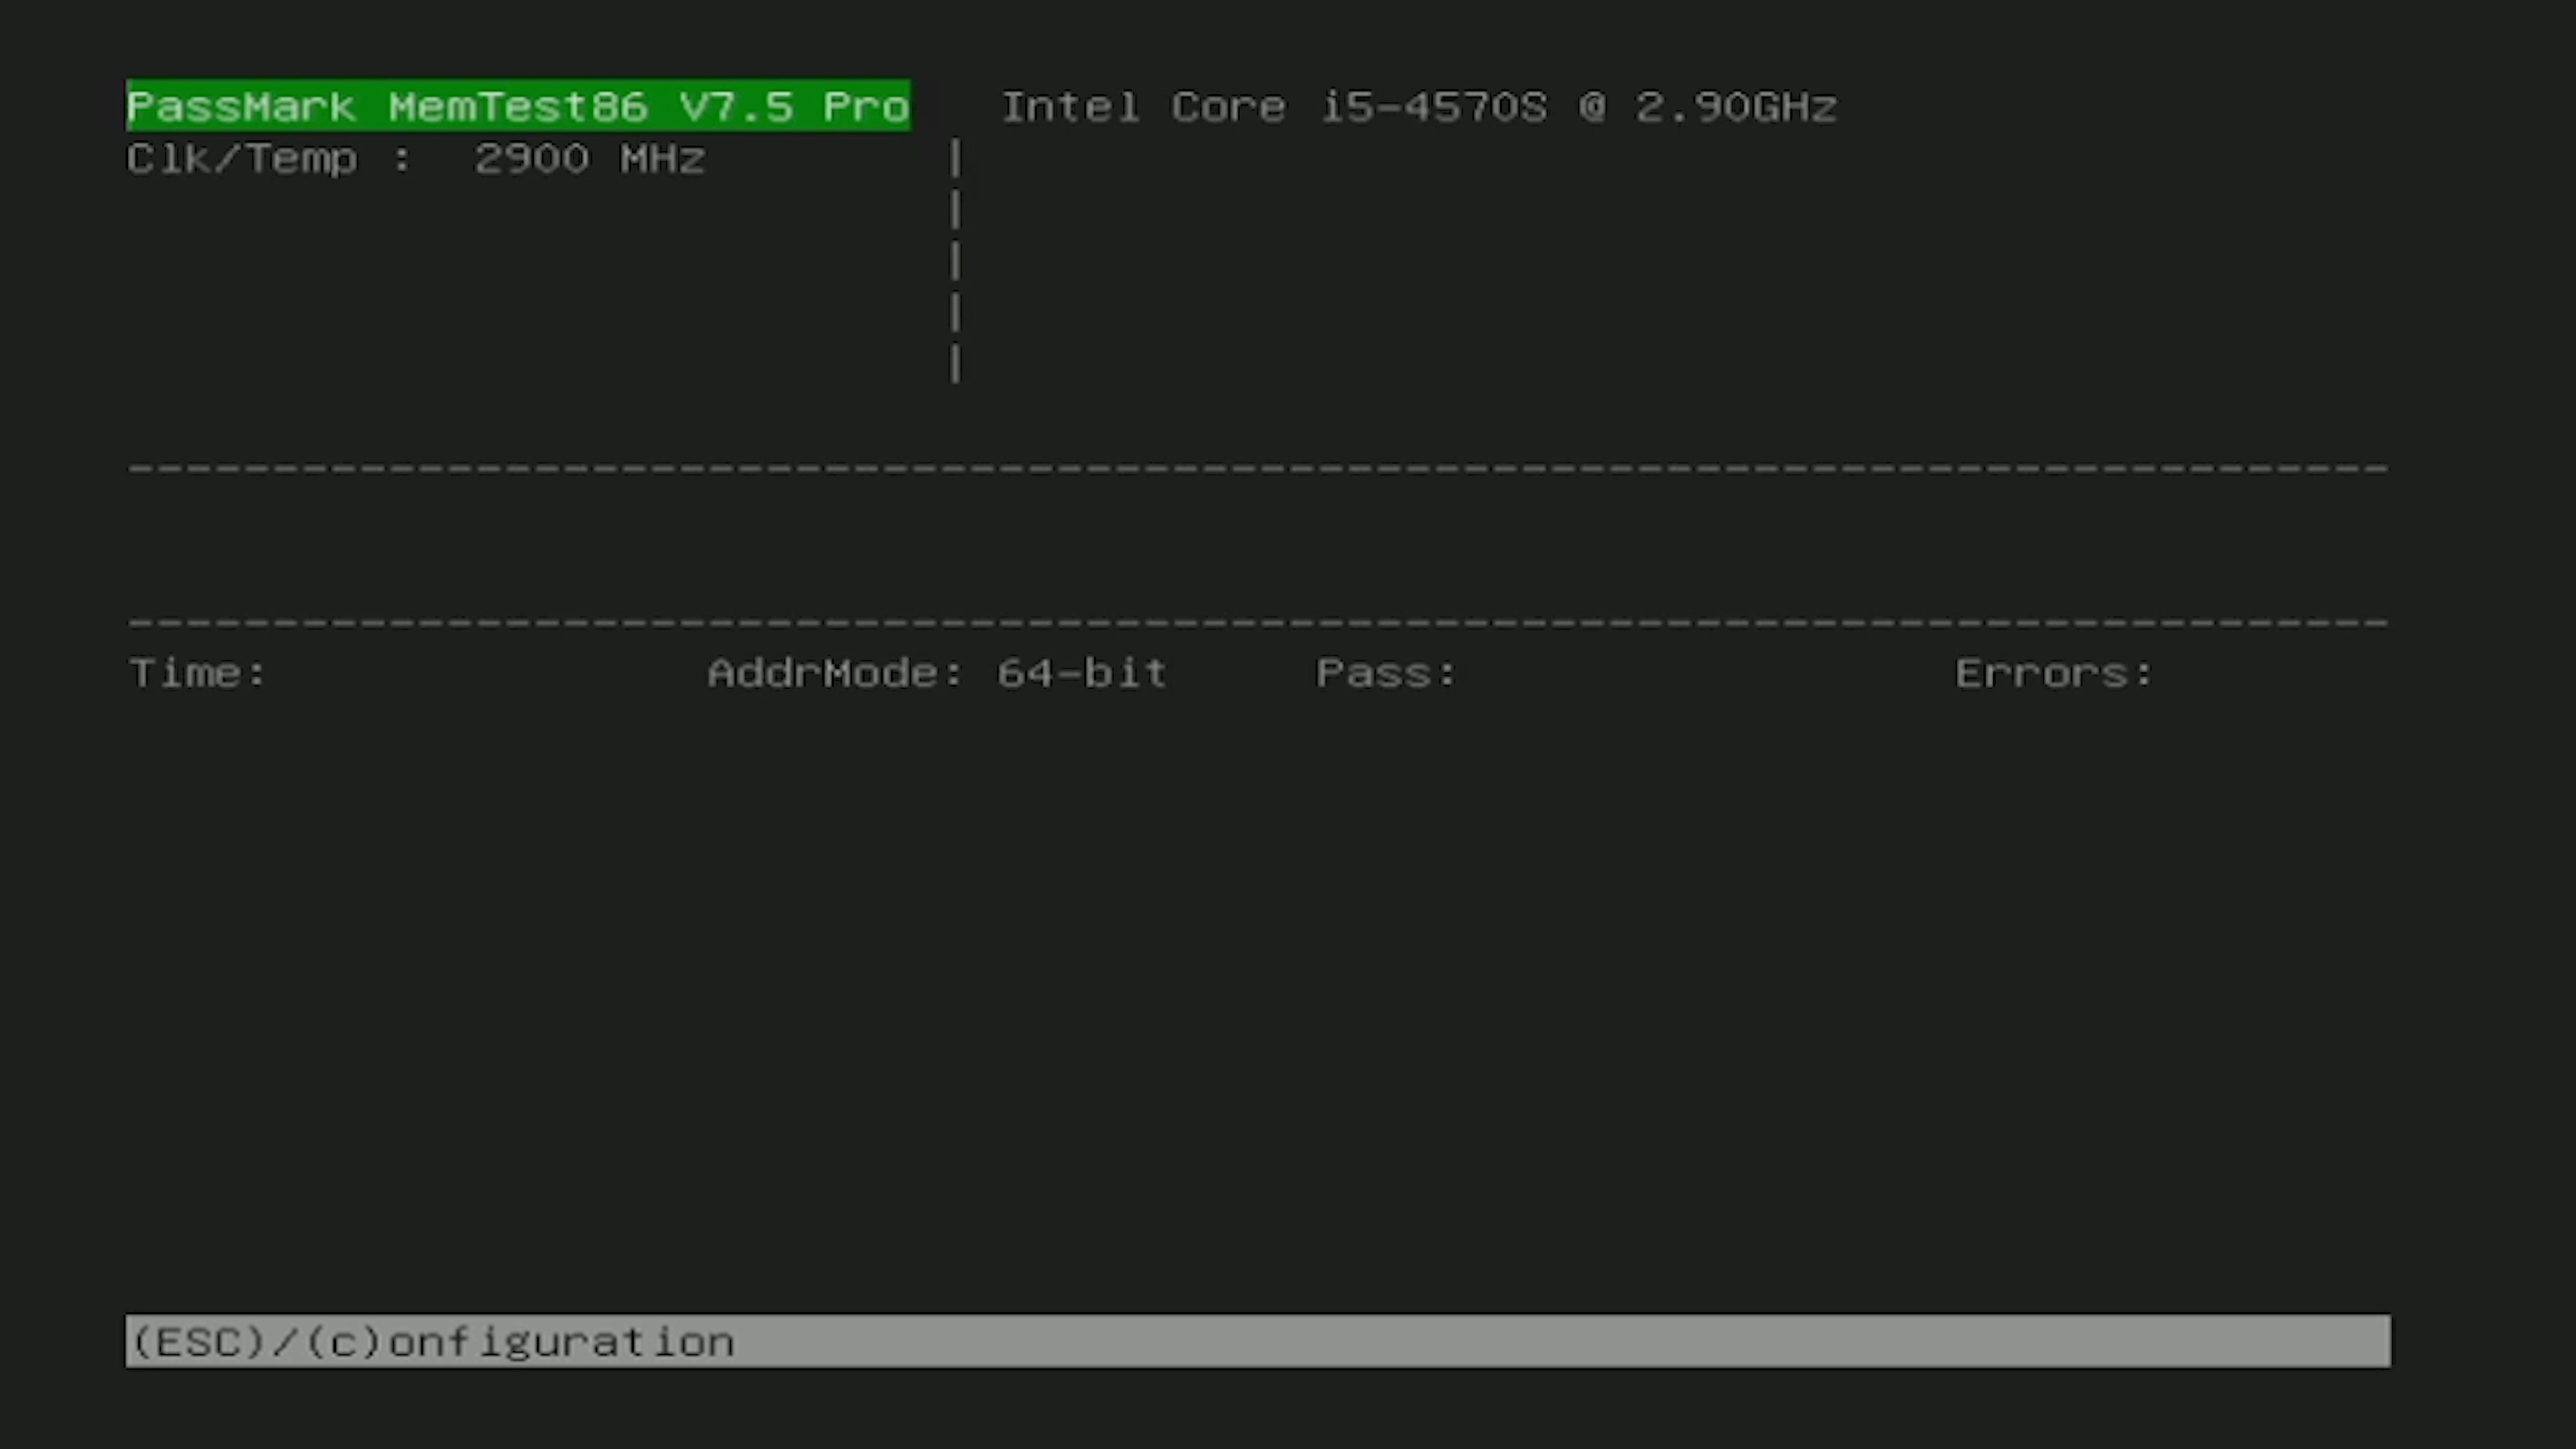 PassMark MemTest86 V7.5 Pro Intel Core i5-4570S @ 2.90GHz
Clk/Temp : 2900 MHz |
|
|
|
|
------------------------------------------------------------------------------
------------------------------------------------------------------------------
Time: AddrMode: 64-bit Pass: Errors:
(ESC)/(c)onfiguration